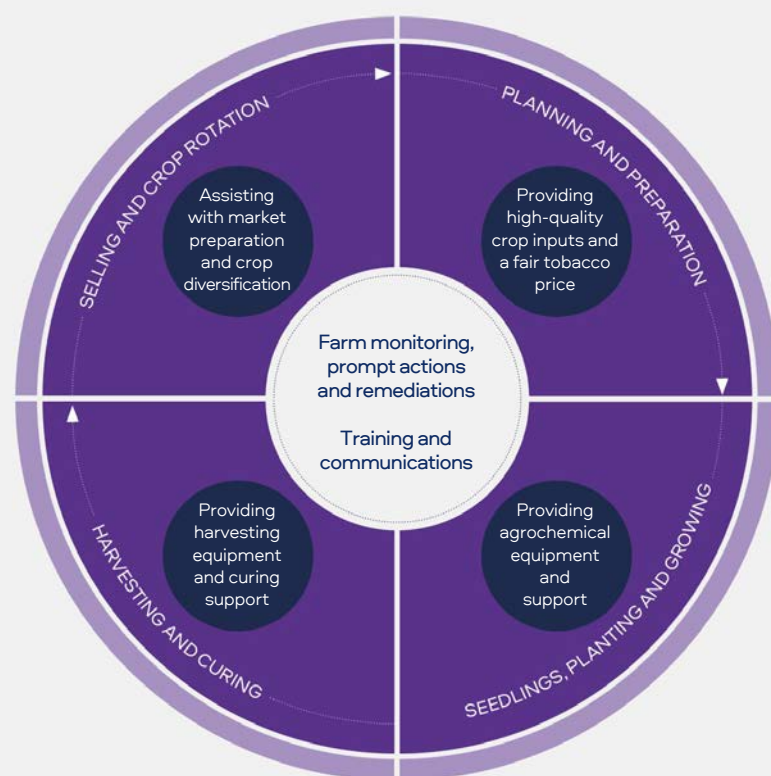 SELLING AND CROP ROTATION
Assisting
with market
preparation
and crop
diversification
PLANNING AND PREPARATION
Providing
high-quality
crop inputs and
a fair tobacco
price
Farm monitoring,
prompt actions
and remediations
Training and
communications
HARVESTING AND CURING
Providing
harvesting
equipment
and curing
support
SEEDLINGS, PLANTING AND GROWING
Providing
agrochemical
equipment
and
support